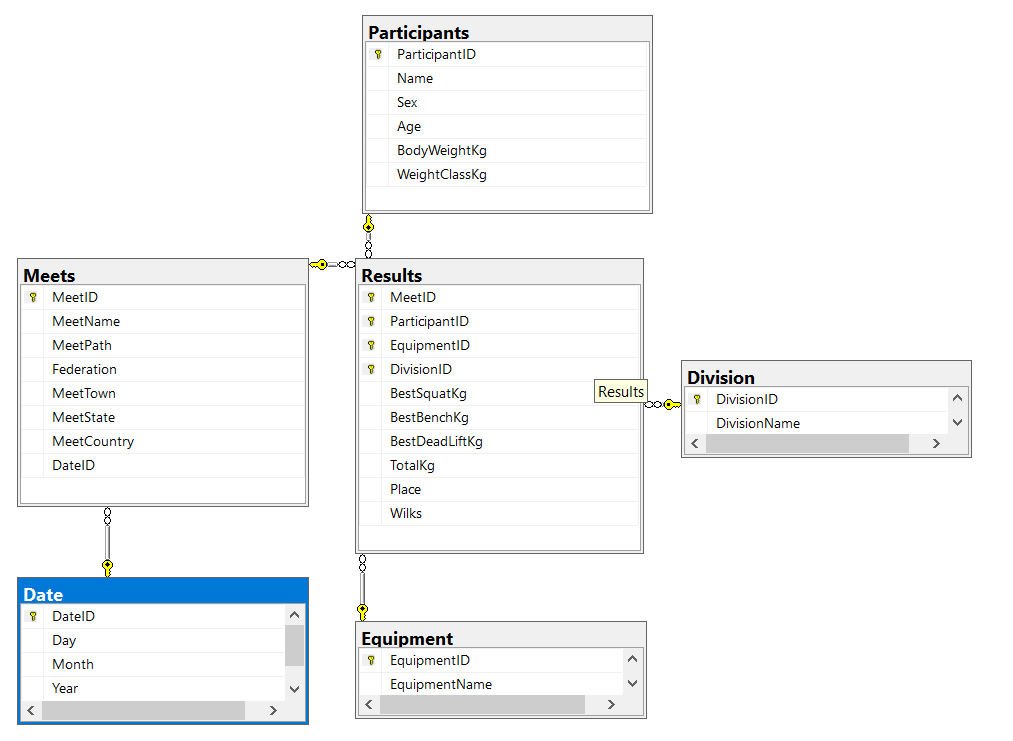 Participants
ParticipantID
Name
Sex
Age
BodyWeightKg
WeightClassKg
Meets
MeetID
MeetName
MeetPath
Federation
MeetTown
MeetState
MeetCountry
DateID
Results
MeetID
ParticipantID
EquipmentID
DivisionID
BestSquatKg
BestBenchKg
BestDeadLiftKg
TotalKg
Place
Wilks
Results
Division
DivisionID
DivisionName
Date
DateID
Day
Month
Year
Equipment
EquipmentID
EquipmentName